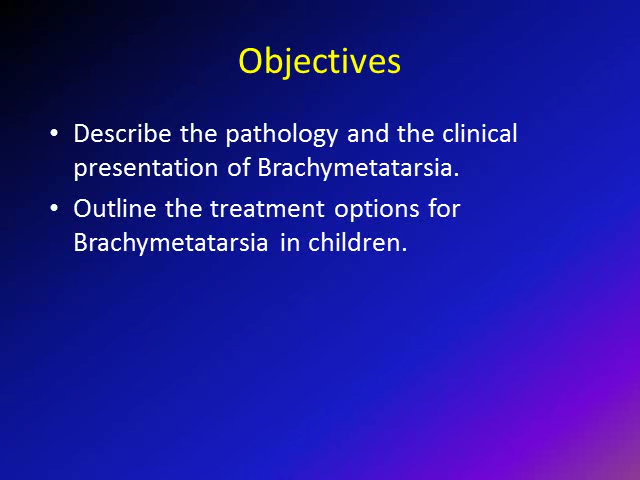 Objectives
• Describe the pathology and the clinical
presentation of Brachymetatarsia.
• Outline the treatment options for
Brachymetatarsia in children.